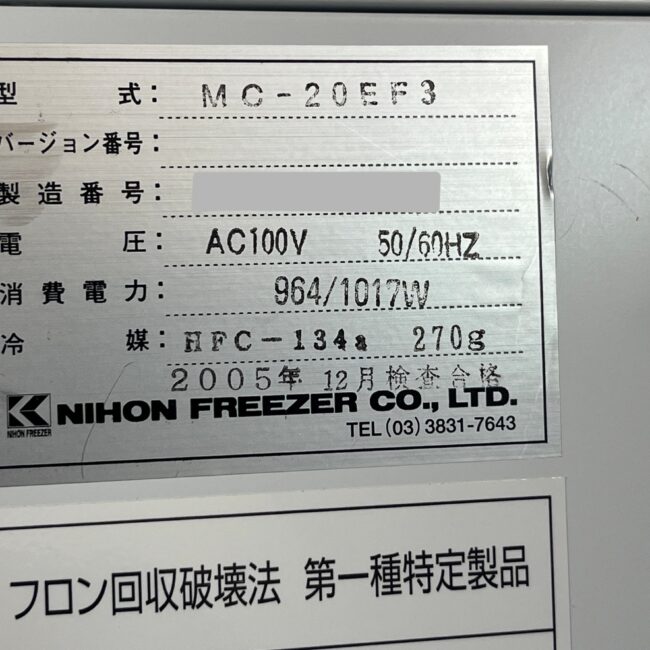 型 式： MC-20EF3
バージョン番号：
製造番号：
電 圧： AC100V 50/60HZ
消費電力： 964/1017W
冷 媒： HFC-134a 270g
2005年 12月検査合格
NIHON FREEZER
NIHON FREEZER CO., LTD.
TEL (03) 3831-7643
フロン回収破壊法 第一種特定製品